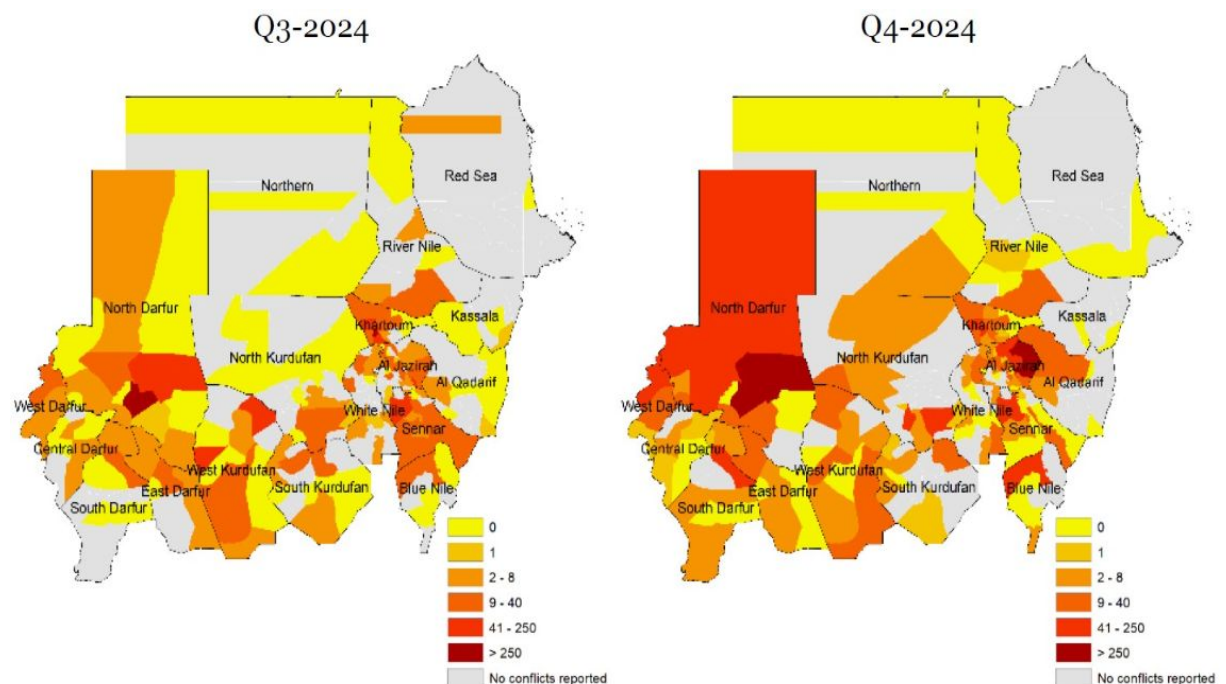 Q3-2024
Northern
Red Sea
River Nile
North Darfur
Khartoum
Kassala
North Kurdufan
Al Jazirah
Al Qadarif
West Darfur
White Nile
Sennar
Central Darfur
West Kurdufan
East Darfur
South Kurdufan
Blue Nile
South Darfur
0
1
2 - 8
9 - 40
41 - 250
> 250
No conflicts reported
Q4-2024
Northern
Red Sea
River Nile
North Darfur
Khartoum
Kassala
North Kurdufan
Al Jazirah
Al Qadarif
West Darfur
White Nile
Sennar
Central Darfur
West Kurdufan
East Darfur
South Kurdufan
Blue Nile
South Darfur
0
1
2 - 8
9 - 40
41 - 250
> 250
No conflicts reported